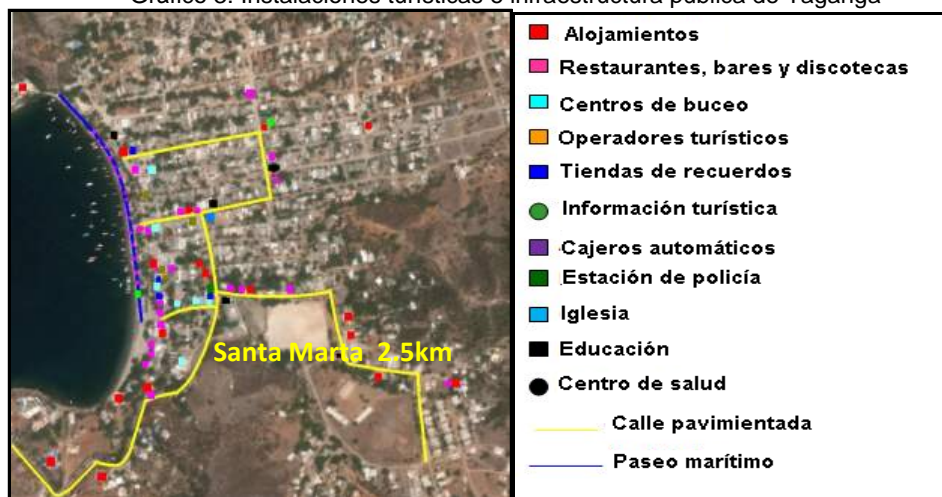 Gráfico 3. Instalaciones turísticas e infraestructura pública de Taganga
Alojamientos
Restaurantes, bares y discotecas
Centros de buceo
Operadores turísticos
Tiendas de recuerdos
Información turística
Cajeros automáticos
Estación de policía
Iglesia
Educación
Centro de salud
Calle pavimientada
Paseo marítimo
Santa Marta 2.5km